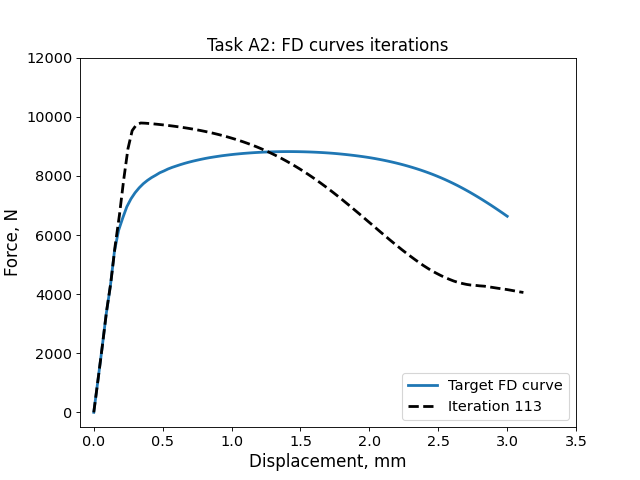 Task A2: FD curves iterations
12000
10000
8000
6000
4000
2000
0
Force, N
0.0 0.5 1.0 1.5 2.0 2.5 3.0 3.5
Displacement, mm
Target FD curve
Iteration 113